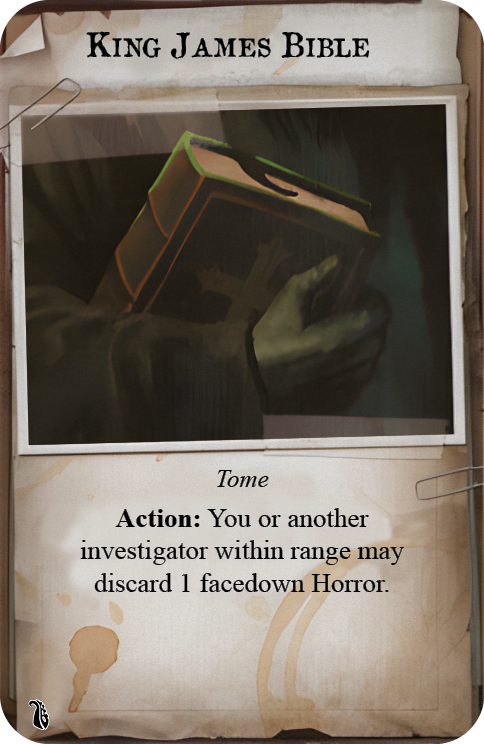 King James Bible
Tome
Action: You or another
investigator within range may
discard 1 facedown Horror.